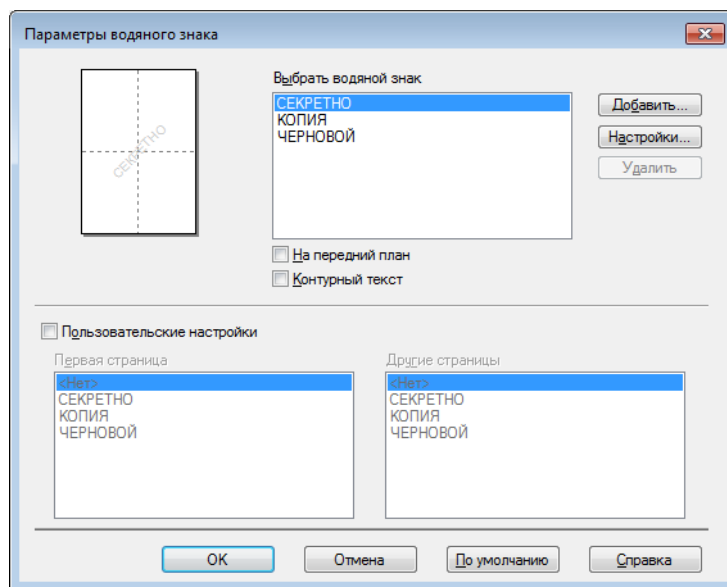 Параметры водяного знака
Выбрать водяной знак
СЕКРЕТНО
КОПИЯ
ЧЕРНОВОЙ
Добавить...
Настройки...
Удалить
СЕКРЕТНО
На передний план
Контурный текст
Пользовательские настройки
Первая страница
<Нет>
СЕКРЕТНО
КОПИЯ
ЧЕРНОВОЙ
Другие страницы
<Нет>
СЕКРЕТНО
КОПИЯ
ЧЕРНОВОЙ
OK
Отмена
По умолчанию
Справка